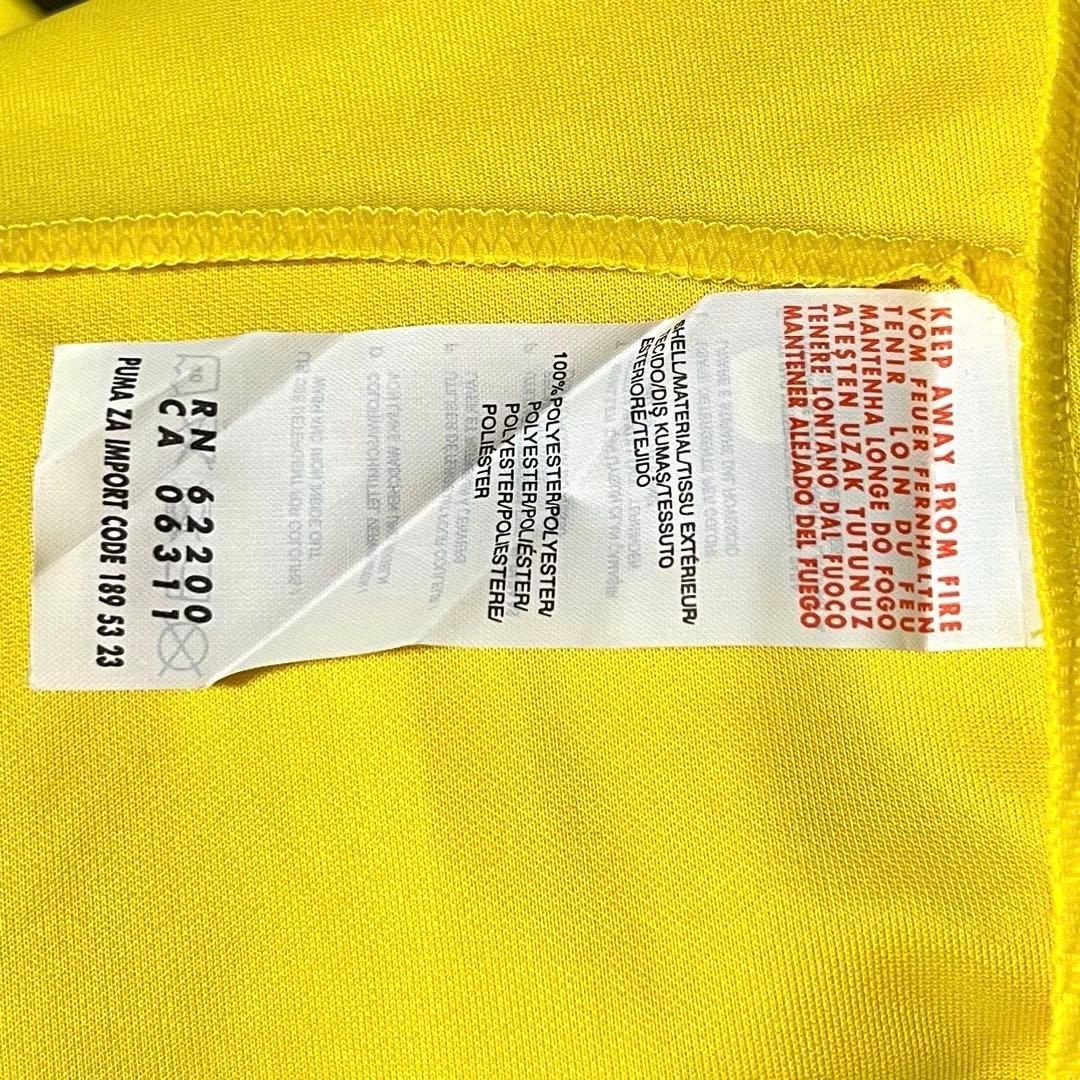 KEEP AWAY FROM FIRE
VOM FEUER FERNHALTEN
TENIR LOIN DU FEU
MANTENHA LONGE DO FOGO
ATEŞTEN UZAK TUTUNUZ
TENERE LONTANO DAL FUOCO
MANTENER ALEJADO DEL FUEGO
SHELL/MATERIAL/TISSU EXTÉRIEUR/
TECIDO/DIŞ KUMAŞ/TESSUTO
ESTERIORE/TEJIDO
100%POLYESTER/POLYESTER/
POLYESTER/POLIÉSTER/
POLYESTER/POLIESTERE/
POLIÉSTER
RN 62200
CA 06311
PUMA ZA IMPORT CODE 189 53 23